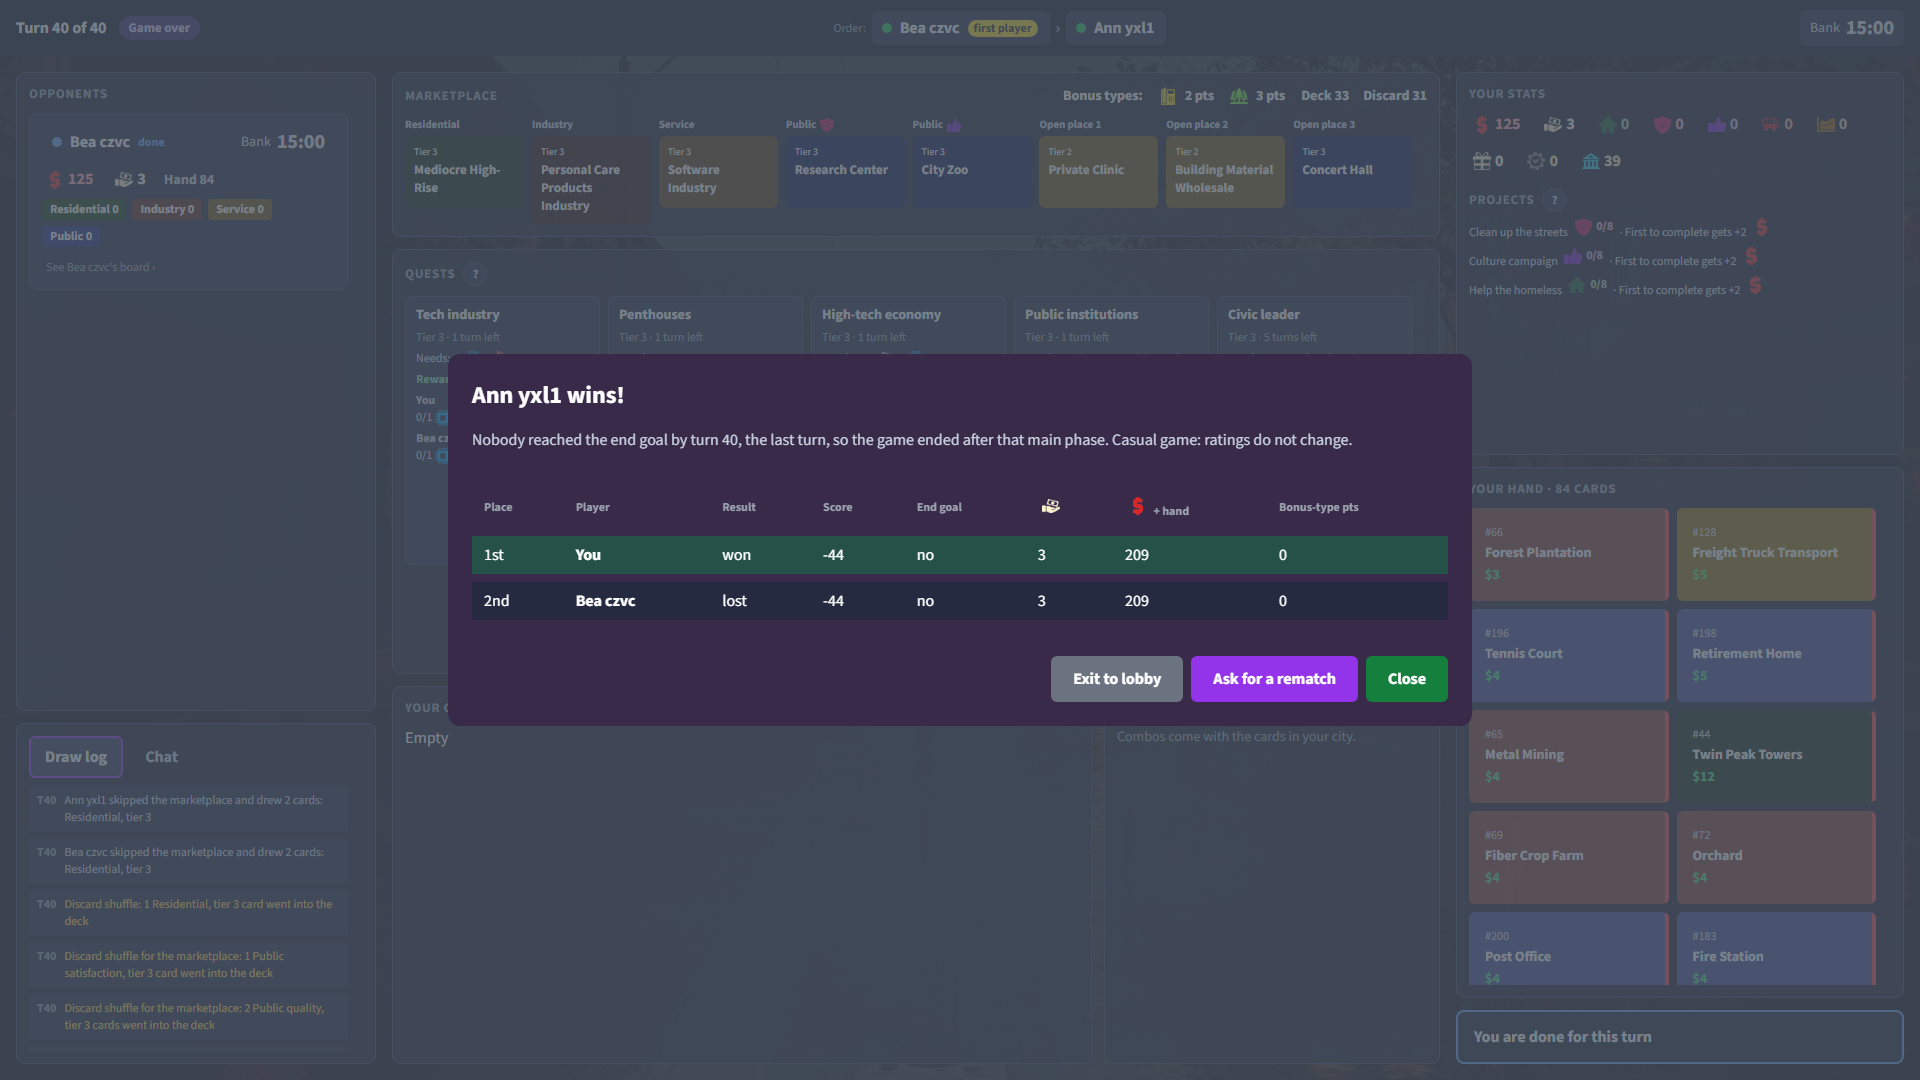 Turn 40 of 40
Game over
Order:
Bea czvc
first player
›
Ann yxl1
Bank 15:00
OPPONENTS
Bea czvc done
Bank 15:00
125
3
Hand 84
Residential 0
Industry 0
Service 0
Public 0
See Bea czvc's board ›
MARKETPLACE
Bonus types:
2 pts
3 pts
Deck 33
Discard 31
Residential
Tier 3
Mediocre High-
Rise
Industry
Tier 3
Personal Care
Products
Industry
Service
Tier 3
Software
Industry
Public
Tier 3
Research Center
Public
Tier 3
City Zoo
Open place 1
Tier 2
Private Clinic
Open place 2
Tier 2
Building Material
Wholesale
Open place 3
Tier 3
Concert Hall
QUESTS ?
Tech industry
Tier 3 · 1 turn left
Needs:
You
0/1
0/1
Penthouses
Tier 3 · 1 turn left
High-tech economy
Tier 3 · 1 turn left
Public institutions
Tier 3 · 1 turn left
Civic leader
Tier 3 · 5 turns left
YOUR STATS
125
3
0
0
0
0
0
0
0
39
PROJECTS ?
Clean up the streets 0/8 · First to complete gets +2
Culture campaign 0/8 · First to complete gets +2
Help the homeless 0/8 · First to complete gets +2
Ann yxl1 wins!
Nobody reached the end goal by turn 40, the last turn, so the game ended after that main phase. Casual game: ratings do not change.
Place Player Result Score End goal + hand Bonus-type pts
1st You won -44 no 3 209 0
2nd Bea czvc lost -44 no 3 209 0
Exit to lobby
Ask for a rematch
Close
Draw log
Chat
T40 Ann yxl1 skipped the marketplace and drew 2 cards:
Residential, tier 3
T40 Bea czvc skipped the marketplace and drew 2 cards:
Residential, tier 3
T40 Discard shuffle: 1 Residential, tier 3 card went into the
deck
T40 Discard shuffle for the marketplace: 1 Public
satisfaction, tier 3 card went into the deck
T40 Discard shuffle for the marketplace: 2 Public quality,
tier 3 cards went into the deck
YOUR
Empty
Combos come with the cards in your city.
YOUR HAND · 84 CARDS
#66
Forest Plantation
$3
#128
Freight Truck Transport
$5
#196
Tennis Court
$4
#198
Retirement Home
$5
#65
Metal Mining
$4
#44
Twin Peak Towers
$12
#69
Fiber Crop Farm
$4
#72
Orchard
$4
#200
Post Office
$4
#183
Fire Station
$4
You are done for this turn